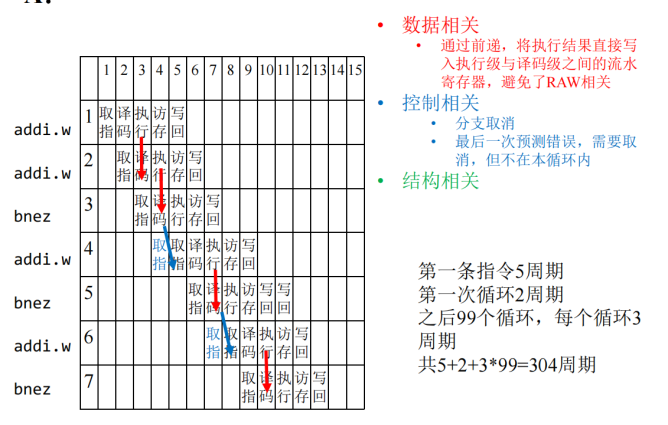 A:
1 2 3 4 5 6 7 8 9 10 11 12 13 14 15
addi.w 1 取 译 执 访 写
指 码 行 存 回
addi.w 2 取 译 执 访 写
指 码 行 存 回
bnez 3 取 译 执 访 写
指 码 行 存 回
addi.w 4 取 取 译 执 访 写
指 指 码 行 存 回
bnez 5 取 译 执 访 写 写
指 码 行 存 回 回
addi.w 6 取 取 译 执 访 写
指 指 码 行 存 回
bnez 7 取 译 执 访 写
指 码 行 存 回
• 数据相关
• 通过前递，将执行结果直接写
入执行级与译码级之间的流水
寄存器，避免了RAW相关
• 控制相关
• 分支取消
• 最后一次预测错误，需要取
消，但不在本循环内
• 结构相关
第一条指令5周期
第一次循环2周期
之后99个循环，每个循环3
周期
共5+2+3*99=304周期